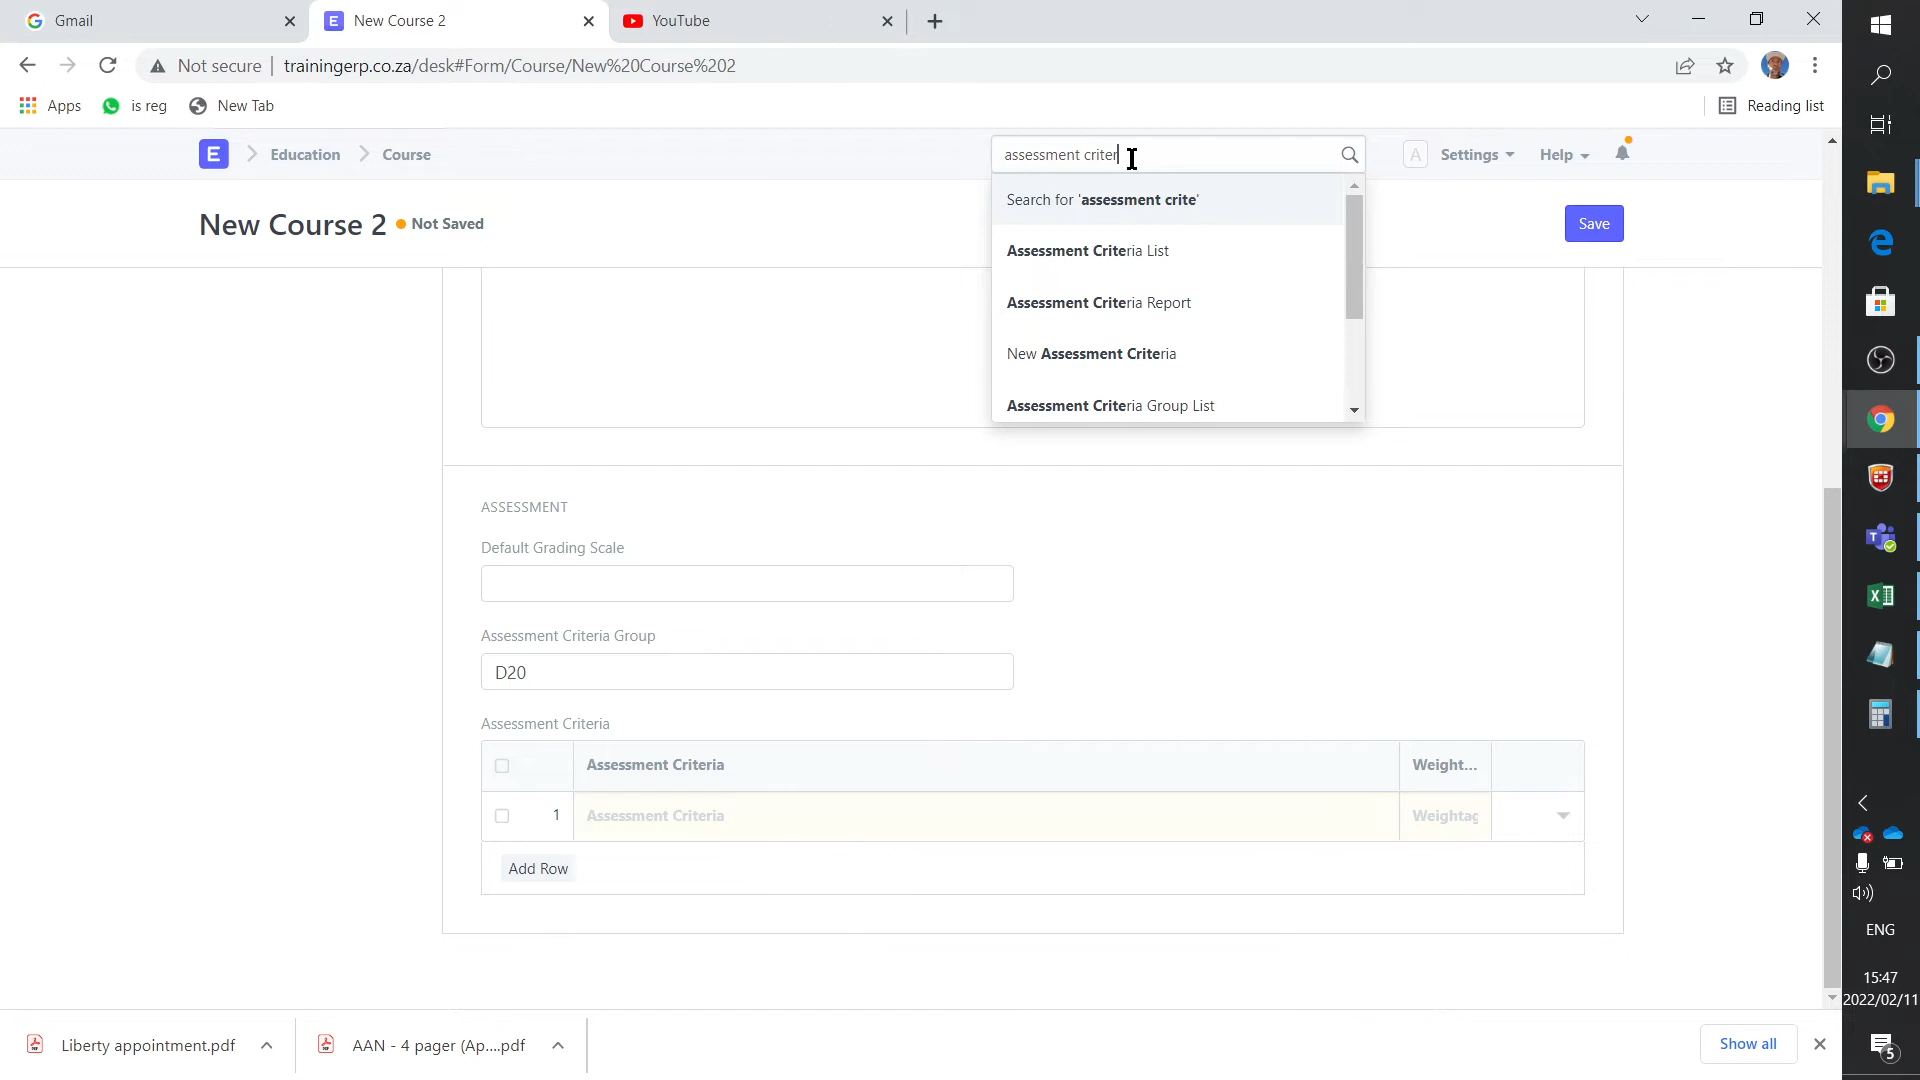 Gmail
New Course 2
YouTube
Not secure
trainingerp.co.za/desk#Form/Course/New%20Course%202
Apps
is reg
New Tab
Reading list
E
Education
Course
assessment criter
A
Settings
Help
New Course 2
Not Saved
Save
Search for 'assessment crite'
Assessment Criteria List
Assessment Criteria Report
New Assessment Criteria
Assessment Criteria Group List
ASSESSMENT
Default Grading Scale
Assessment Criteria Group
D20
Assessment Criteria
Assessment Criteria
Weight...
1
Assessment Criteria
Weightag
Add Row
ENG
15:47
2022/02/11
Liberty appointment.pdf
AAN - 4 pager (Ap....pdf
Show all
5